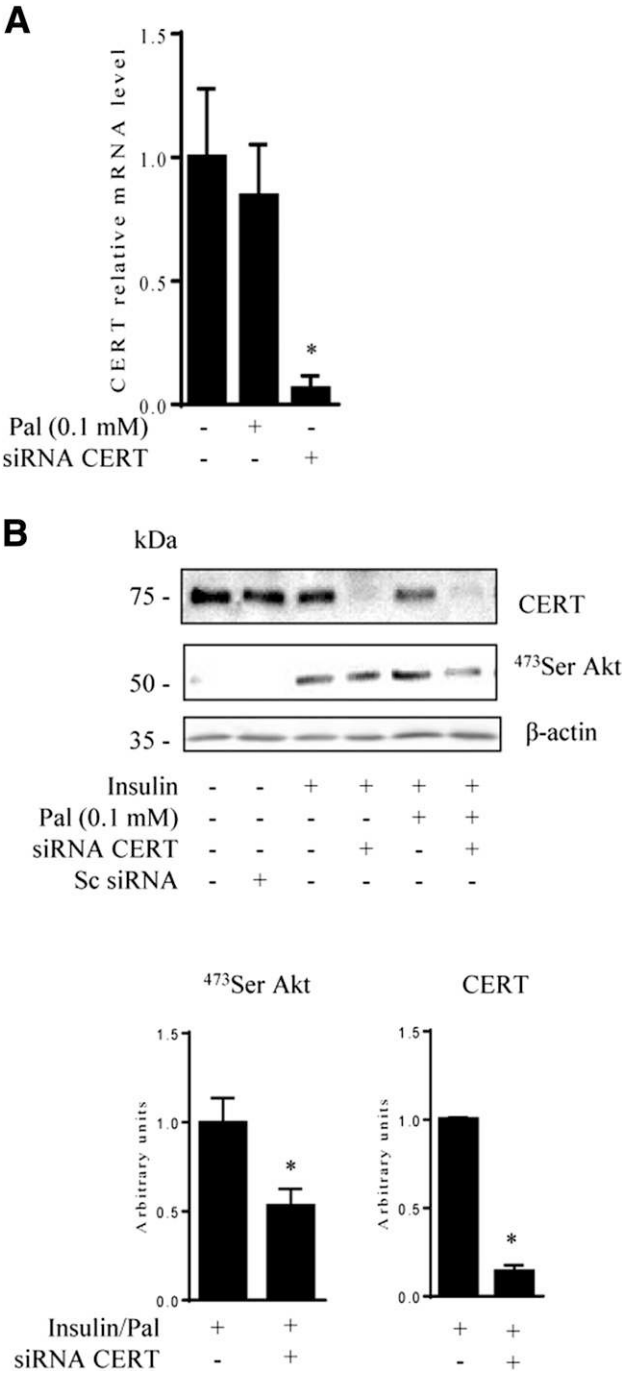 A
CERT relative mRNA level
1.5
1.0
0.5
0.0
*
Pal (0.1 mM) - + -
siRNA CERT - - +
B
kDa
75 -
CERT
50 -
473Ser Akt
35 -
β-actin
Insulin - - + + + +
Pal (0.1 mM) - - - - + +
siRNA CERT - - - + - +
Sc siRNA - + - - - -
473Ser Akt
Arbitrary units
1.5
1.0
0.5
0.0
*
CERT
Arbitrary units
1.5
1.0
0.5
0.0
*
Insulin/Pal + + + +
siRNA CERT - + - +